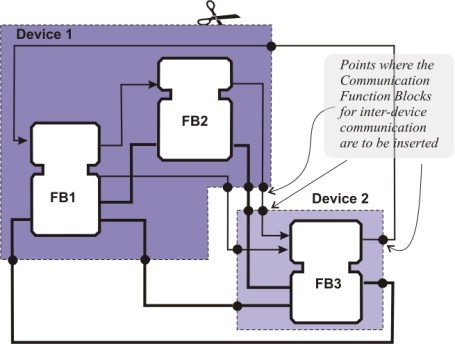 Device 1
Points where the
Communication
Function Blocks
for inter-device
communication
are to be inserted
FB2
FB1
Device 2
FB3